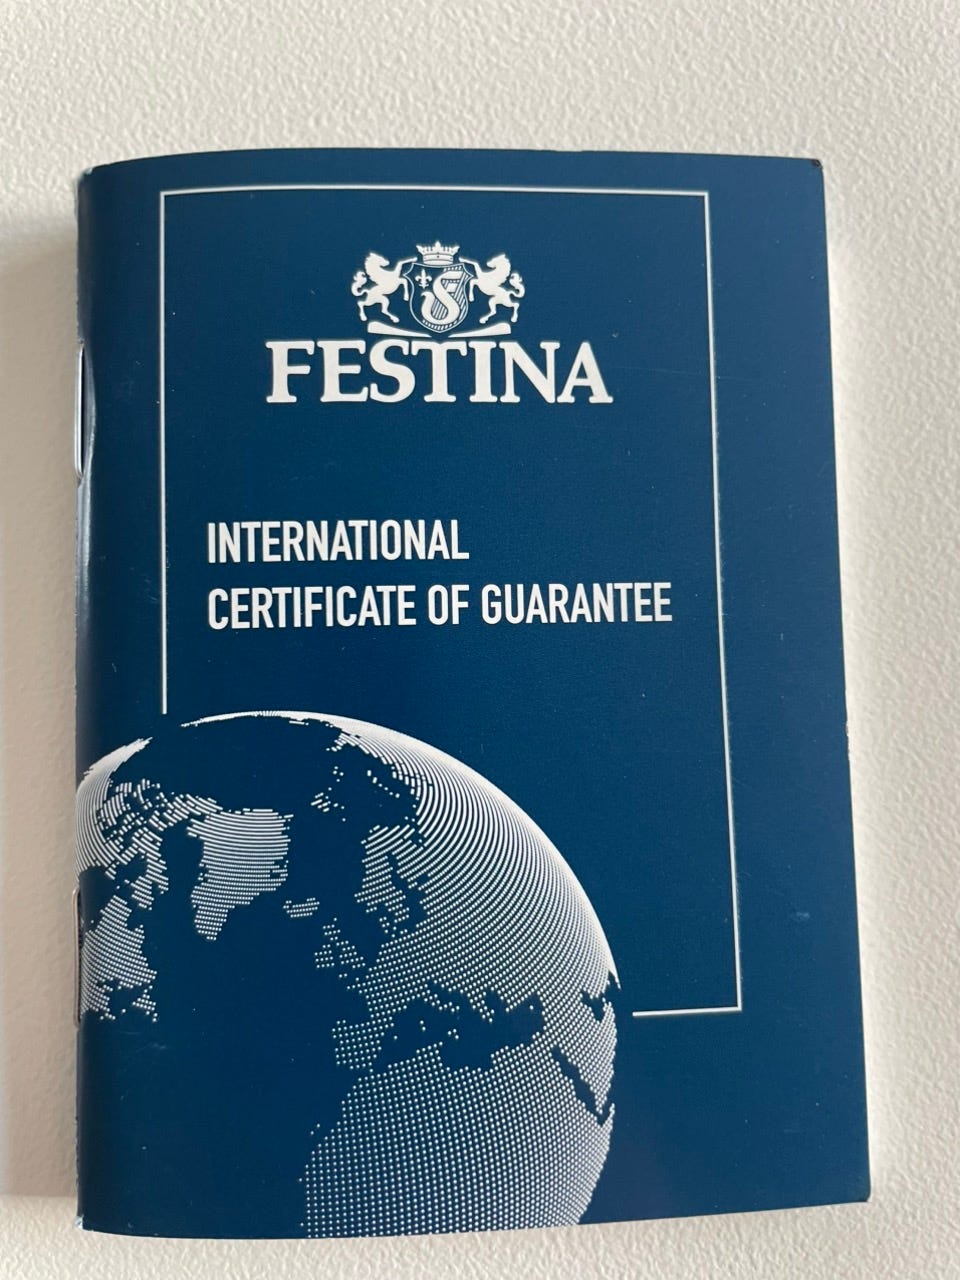 FESTINA
INTERNATIONAL
CERTIFICATE OF GUARANTEE